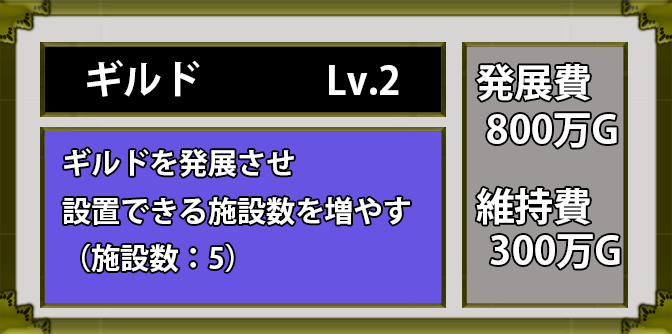 ギルド Lv.2
ギルドを発展させ
設置できる施設数を増やす
（施設数：5）
発展費
800万G
維持費
300万G